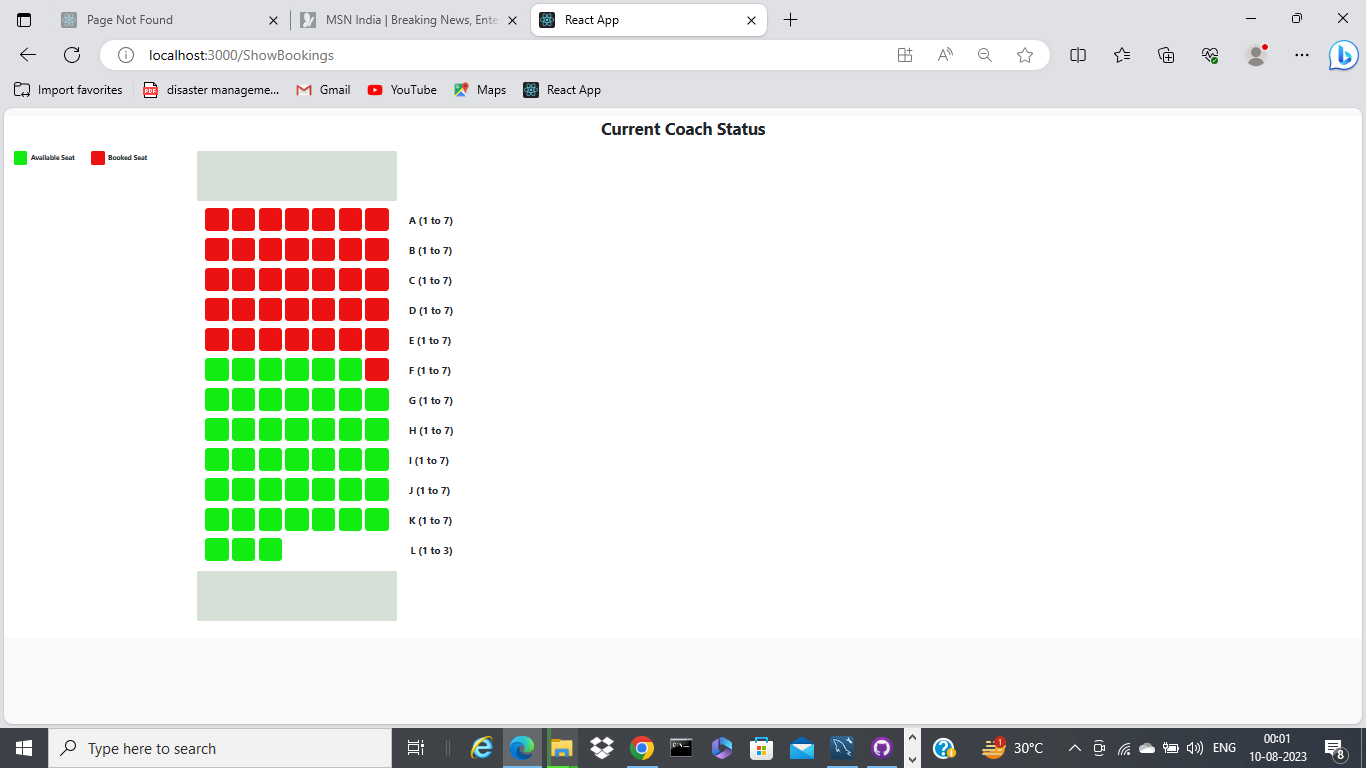 Page Not Found
MSN India | Breaking News, Ente
React App
localhost:3000/ShowBookings
Import favorites
PDF
disaster manageme...
Gmail
YouTube
Maps
React App
Current Coach Status
Available Seat
Booked Seat
A (1 to 7)
B (1 to 7)
C (1 to 7)
D (1 to 7)
E (1 to 7)
F (1 to 7)
G (1 to 7)
H (1 to 7)
I (1 to 7)
J (1 to 7)
K (1 to 7)
L (1 to 3)
Type here to search
1
30°C
ENG
00:01
10-08-2023
8